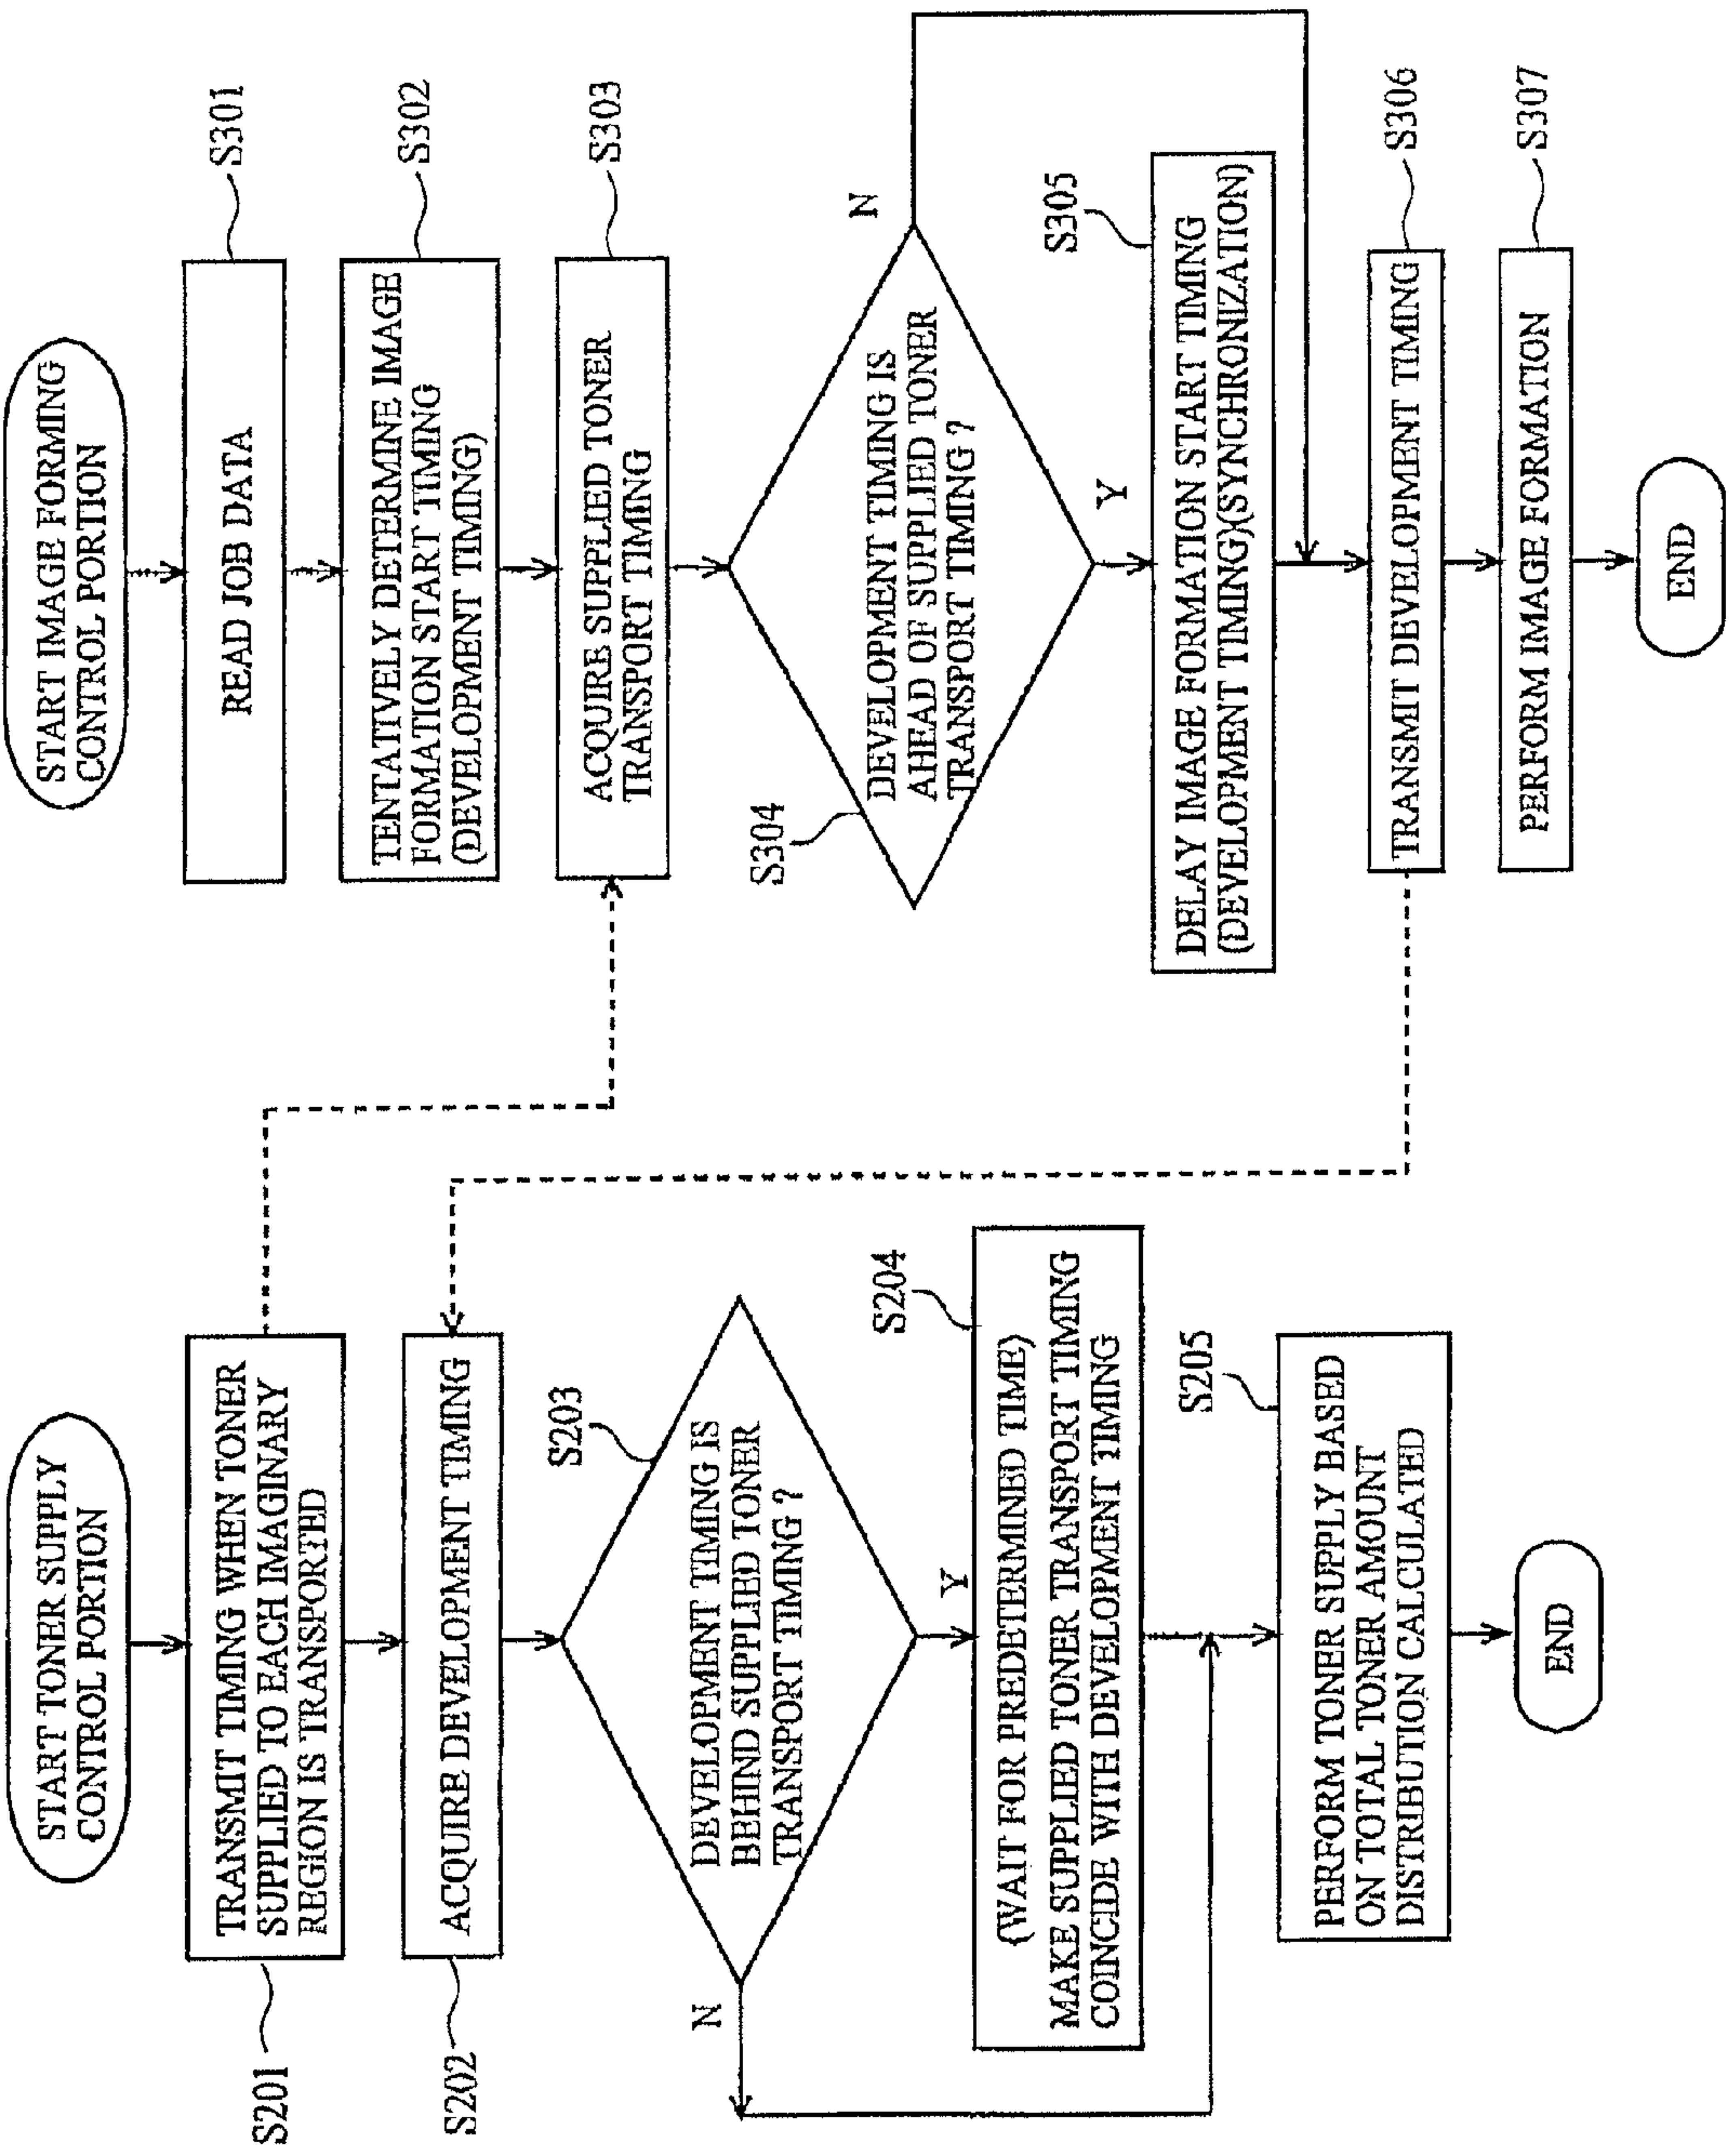 START TONER SUPPLY
CONTROL PORTION
S201
TRANSMIT TIMING WHEN TONER
SUPPLIED TO EACH IMAGINARY
REGION IS TRANSPORTED
S202
ACQUIRE DEVELOPMENT TIMING
S203
DEVELOPMENT TIMING IS
BEHIND SUPPLIED TONER
TRANSPORT TIMING ?
N
Y
S204
(WAIT FOR PREDETERMINED TIME)
MAKE SUPPLIED TONER TRANSPORT TIMING
COINCIDE WITH DEVELOPMENT TIMING
S205
PERFORM TONER SUPPLY BASED
ON TOTAL TONER AMOUNT
DISTRIBUTION CALCULATED
END
START IMAGE FORMING
CONTROL PORTION
S301
READ JOB DATA
S302
TENTATIVELY DETERMINE IMAGE
FORMATION START TIMING
(DEVELOPMENT TIMING)
S303
ACQUIRE SUPPLIED TONER
TRANSPORT TIMING
S304
DEVELOPMENT TIMING IS
AHEAD OF SUPPLIED TONER
TRANSPORT TIMING ?
N
Y
S305
DELAY IMAGE FORMATION START TIMING
(DEVELOPMENT TIMING)(SYNCHRONIZATION)
S306
TRANSMIT DEVELOPMENT TIMING
S307
PERFORM IMAGE FORMATION
END